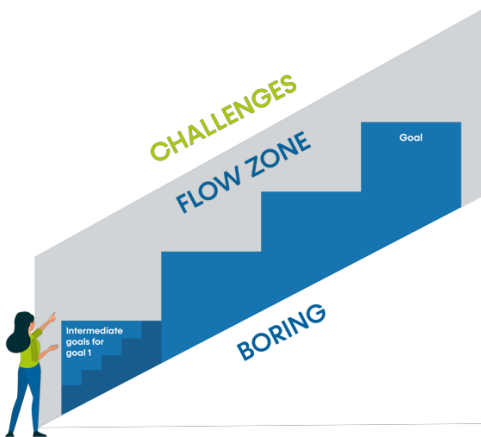 CHALLENGES
FLOW ZONE
Goal
Intermediate
goals for
goal 1
BORING